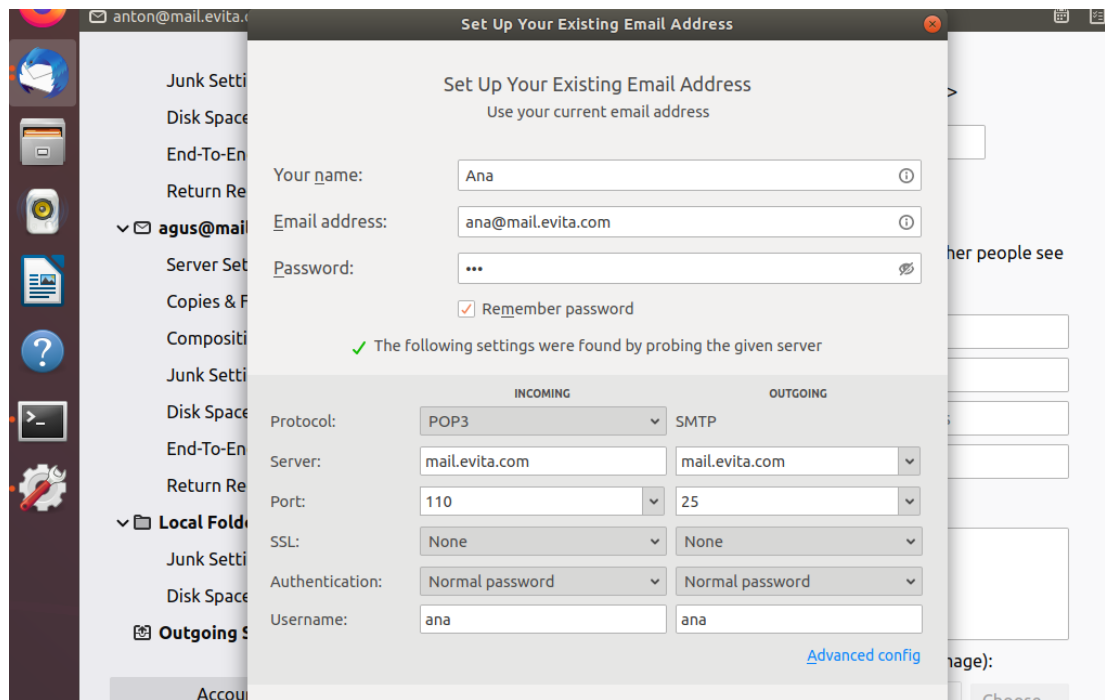 anton@mail.evita.c
Set Up Your Existing Email Address
Junk Setti
Disk Space
End-To-En
Return Re
agus@mail
Server Set
Copies & F
Compositi
Junk Setti
Disk Space
End-To-En
Return Re
Local Folde
Junk Setti
Disk Space
Outgoing S
Accou
Set Up Your Existing Email Address
Use your current email address
Your name: Ana
Email address: ana@mail.evita.com
Password: •••
Remember password
The following settings were found by probing the given server
INCOMING OUTGOING
Protocol: POP3 SMTP
Server: mail.evita.com mail.evita.com
Port: 110 25
SSL: None None
Authentication: Normal password Normal password
Username: ana ana
Advanced config
>
her people see
nage):
Choose